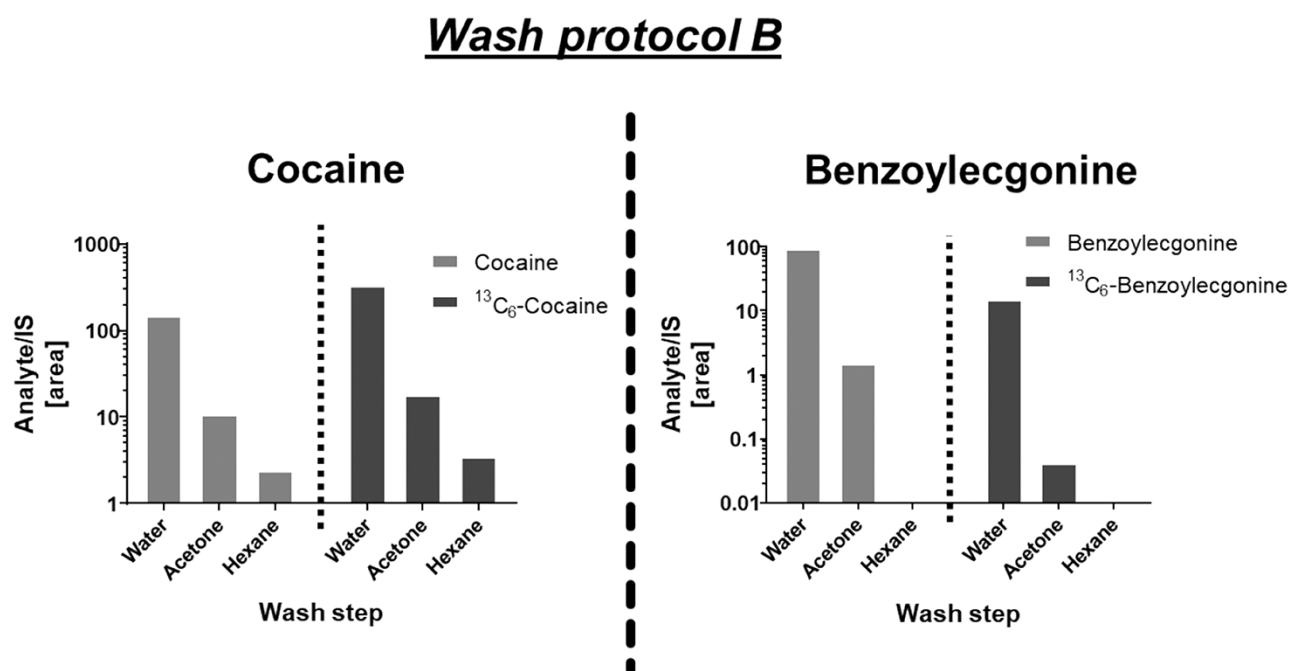 Wash protocol B
Cocaine
1000
100
10
1
Analyte/IS
[area]
Cocaine
¹³C₆-Cocaine
Water
Acetone
Hexane
Water
Acetone
Hexane
Wash step
Benzoylecgonine
100
10
1
0.1
0.01
Analyte/IS
[area]
Benzoylecgonine
¹³C₆-Benzoylecgonine
Water
Acetone
Hexane
Water
Acetone
Hexane
Wash step